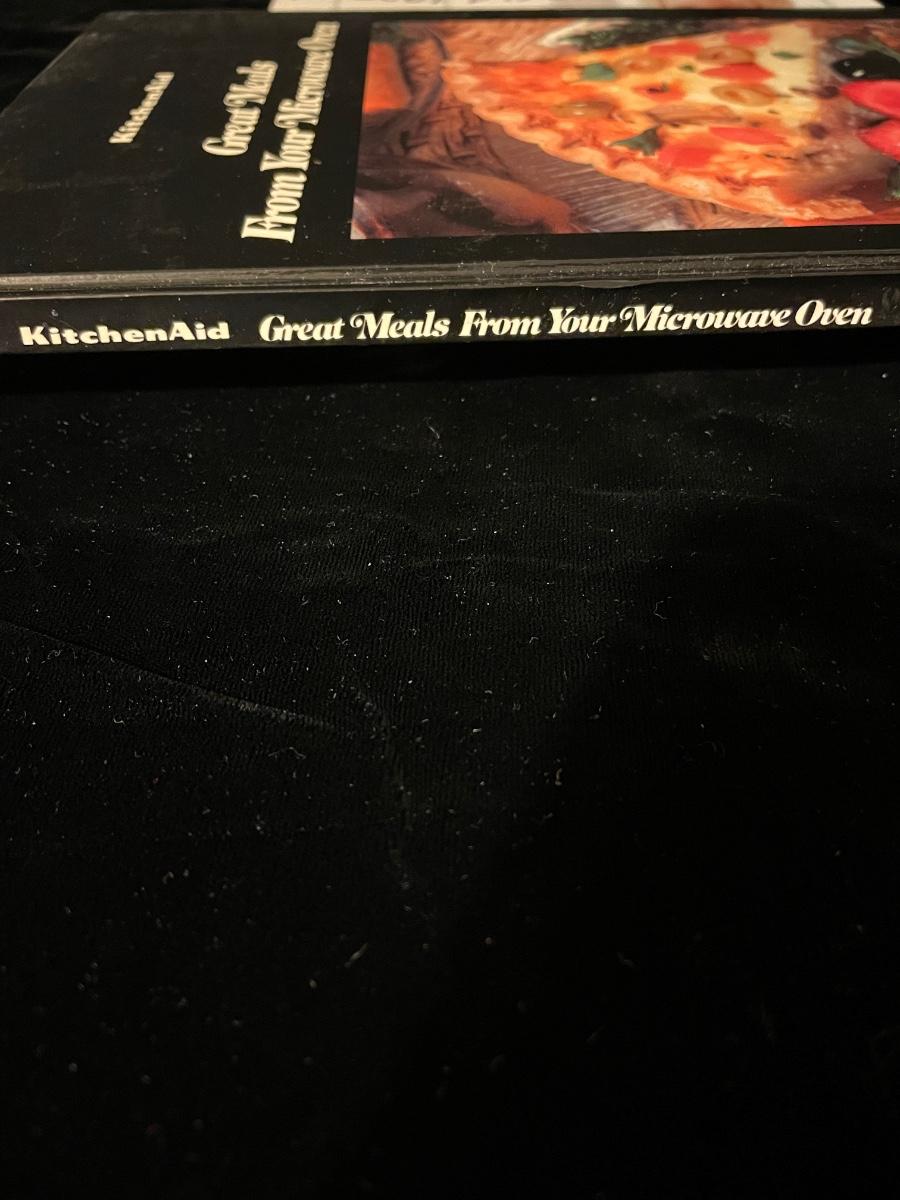 KitchenAid
Great Meals
From Your Microwave Oven
KitchenAid Great Meals From Your Microwave Oven